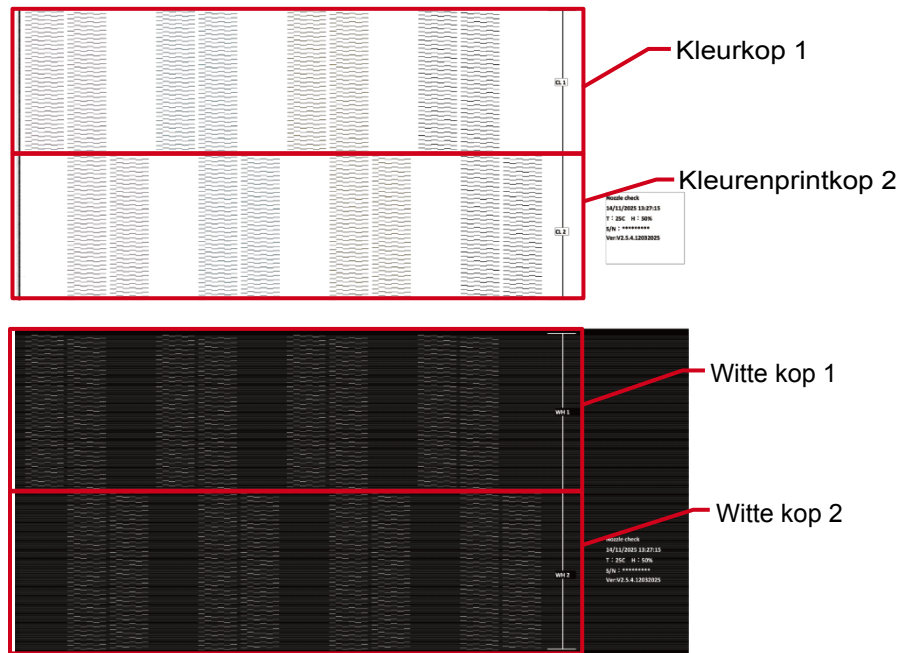 Kleurkop 1
CL 1
Kleurenprintkop 2
Nozzle check
14/11/2025 13:27:15
T : 25C H : 50%
S/N : *********
Ver:V2.5.4.12032025
CL 2
Witte kop 1
WH 1
Witte kop 2
Nozzle check
14/11/2025 13:27:15
T : 25C H : 50%
S/N : *********
Ver:V2.5.4.12032025
WH 2